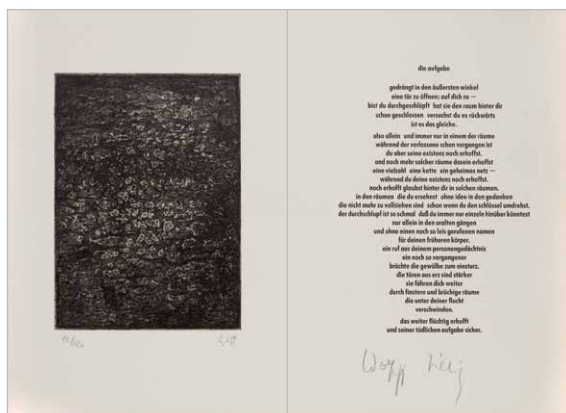 die aufgabe
gedrängt in den äußersten winkel
eine tür zu öffnen: auf dich zu —
bist du durchgeschlüpft hat sie den raum hinter dir
schon geschlossen versuchst du es rückwärts
ist es das gleiche.
also allein und immer nur in einem der räume
während der verlassene schon vergangen ist
du aber seine existenz noch erhoffst.
und noch mehr solcher räume dasein erhoffst
eine vielzahl eine kette ein geheimes netz —
während du deine existenz noch erhoffst.
noch erhofft glaubst hinter dir in solchen räumen.
in den räumen die du ersehnst ohne idee in den gedanken
die nicht mehr zu vollziehen sind schon wenn du den schlüssel umdrehst.
der durchschlupf ist so schmal daß du immer nur einzeln hinüber könntest
nur allein in den uralten gängen
und ohne einen noch so leis gerufenen namen
für deinen früheren körper.
ein ruf aus deinem personengedächtnis
ein noch so vergangener
brächte die gewölbe zum einsturz.
die türen aus erz sind stärker
sie führen dich weiter
durch finstere und brüchige räume
die unter deiner flucht
verschwinden.
das weiter flüchtig erhofft
und seiner tödlichen aufgabe sicher.